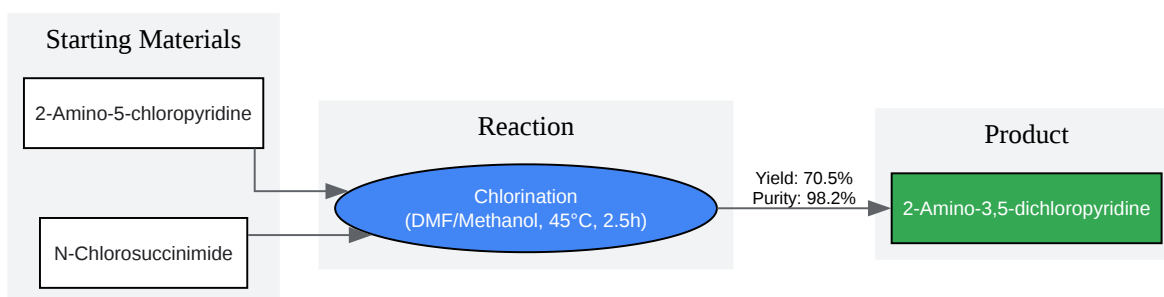 Starting Materials
2-Amino-5-chloropyridine
N-Chlorosuccinimide
Reaction
Chlorination
(DMF/Methanol, 45°C, 2.5h)
Yield: 70.5%
Purity: 98.2%
Product
2-Amino-3,5-dichloropyridine